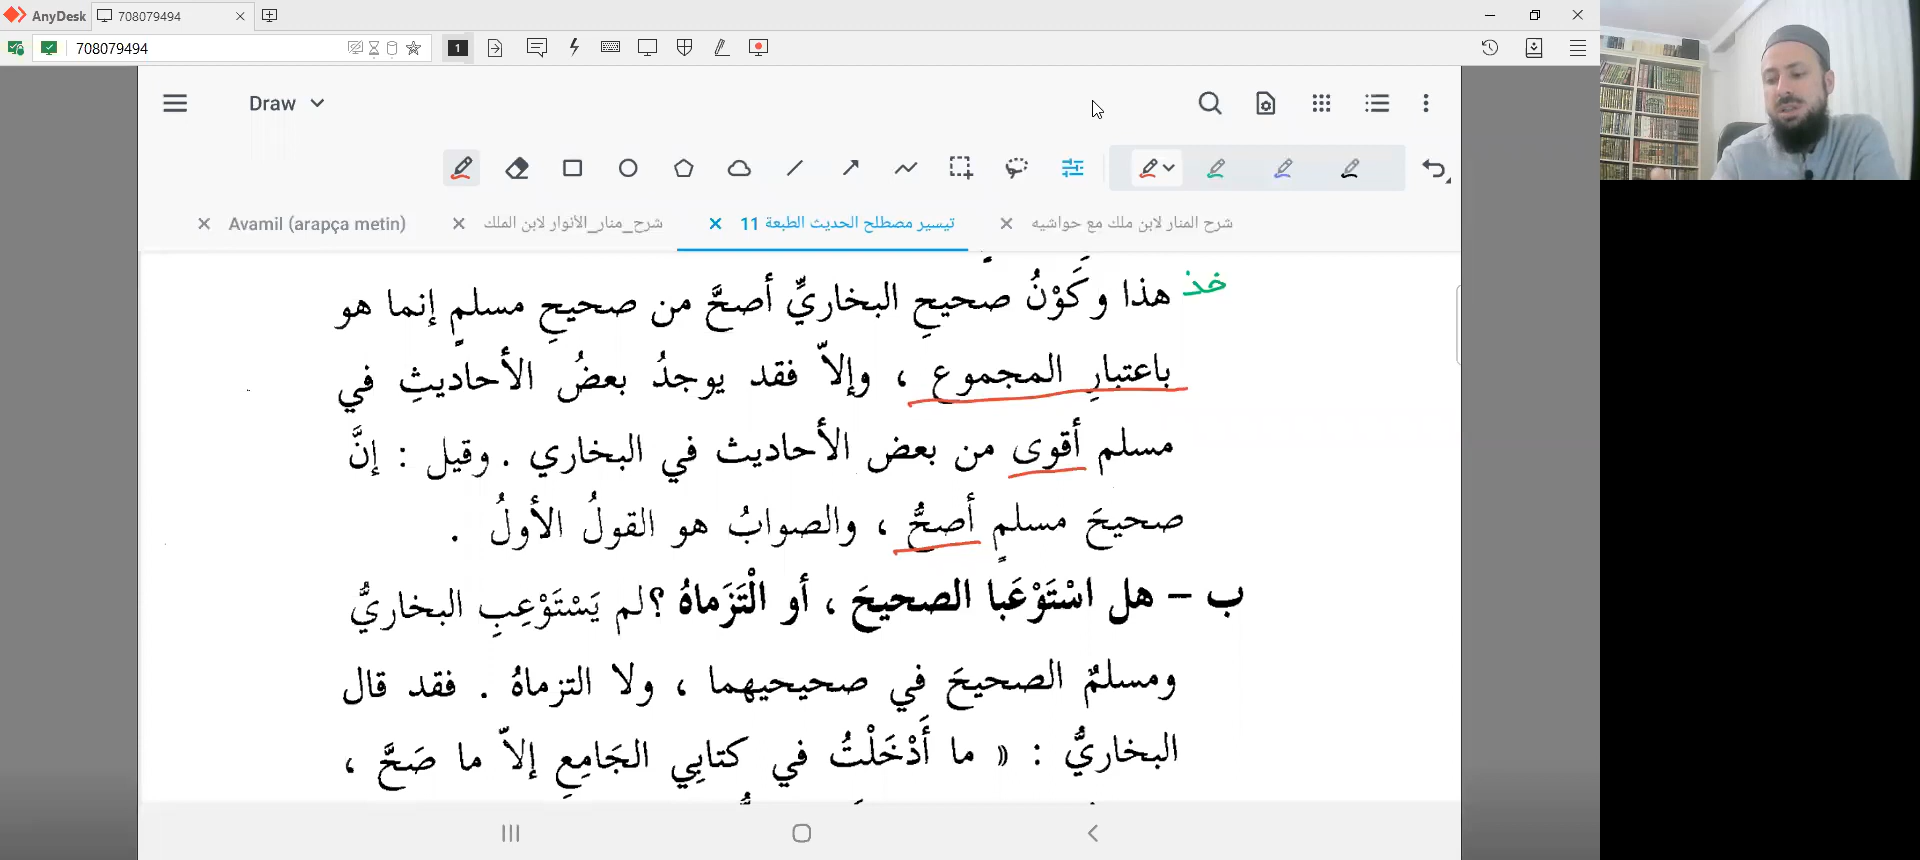 AnyDesk
708079494
708079494
1
Draw
Avamil (arapça metin)
شرح_منار_الأنوار لابن الملك
تيسير مصطلح الحديث الطبعة 11
شرح المنار لابن ملك مع حواشيه
خذ
هذا وكَوْنُ صحيحِ البخاريِّ أصحَّ من صحيحِ مسلمٍ إنما هو
باعتبارِ المجموع ، وإلاّ فقد يوجدُ بعضُ الأحاديثِ في
مسلم أقوى من بعض الأحاديث في البخاري . وقيل : إنَّ
صحيحَ مسلمٍ أصحُّ ، والصوابُ هو القولُ الأولُ .
ب – هل اسْتَوْعَبا الصحيحَ ، أو الْتَزَماهُ ؟ لم يَسْتَوْعِبِ البخاريُّ
ومسلمٌ الصحيحَ في صحيحيهما ، ولا التزماهُ . فقد قال
البخاريُّ : « ما أَدْخَلْتُ في كتابِي الجَامِعِ إلاّ ما صَحَّ ،